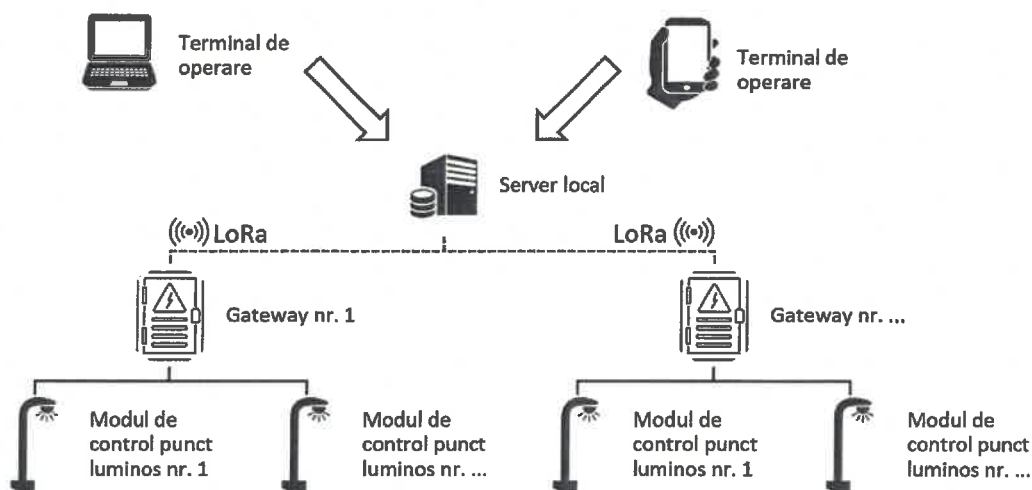 Terminal de
operare
Terminal de
operare
Server local
LoRa
LoRa
Gateway nr. 1
Gateway nr. ...
Modul de
control punct
luminos nr. 1
Modul de
control punct
luminos nr. ...
Modul de
control punct
luminos nr. 1
Modul de
control punct
luminos nr. ...